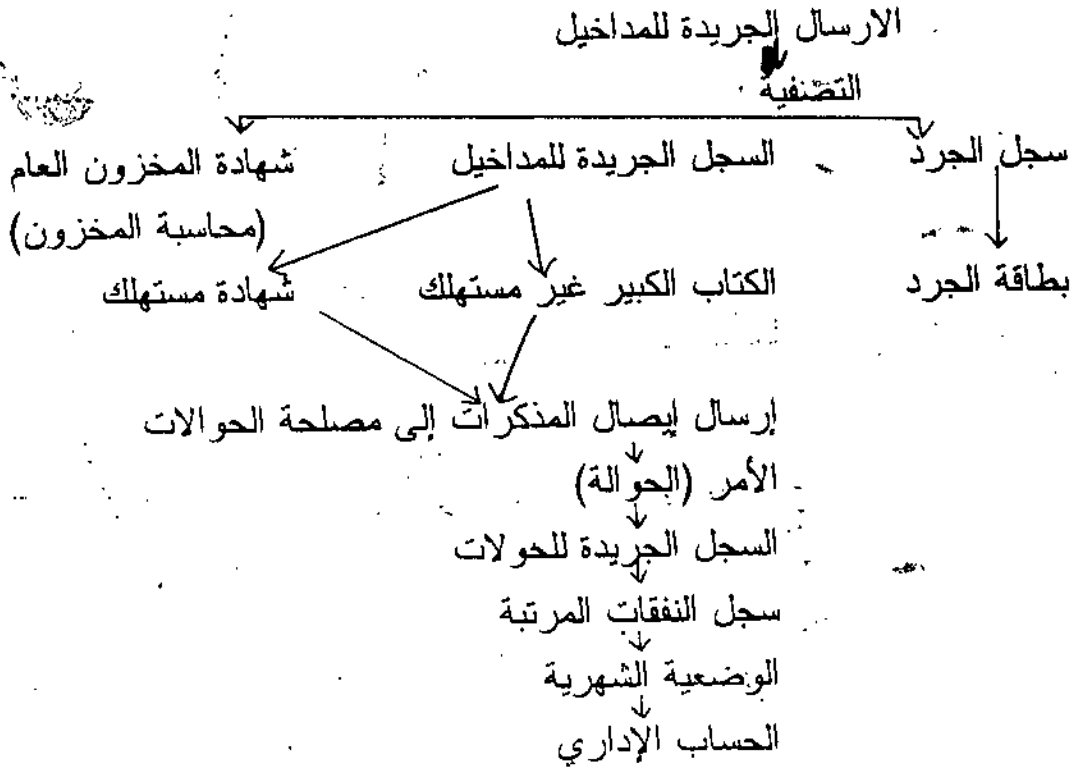 الارسال الجريدة للمداخيل
التصنفية
سجل الجرد السجل الجريدة للمداخيل شهادة المخزون العام
(محاسبة المخزون)
بطاقة الجرد الكتاب الكبير غير مستهلك شهادة مستهلك
إرسال إيصال المذكرات إلى مصلحة الحوالات
الأمر (الحوالة)
السجل الجريدة للحولات
سجل النفقات المرتبة
الوضعية الشهرية
الحساب الإداري